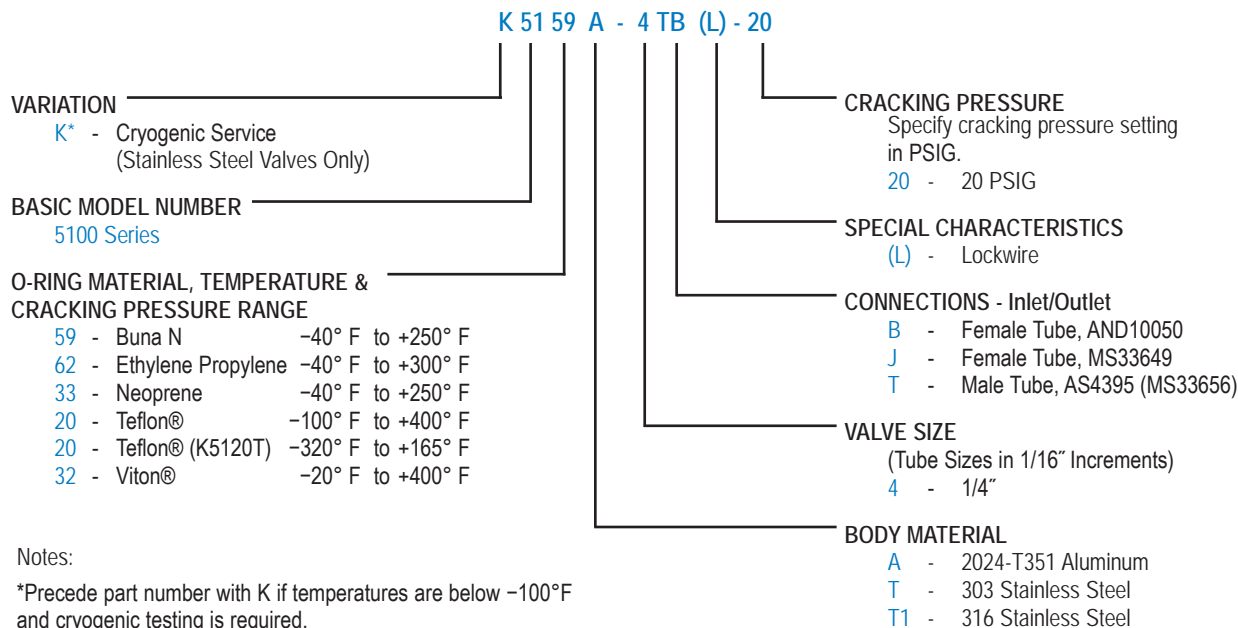 K 51 59 A - 4 TB (L) - 20
VARIATION
K* - Cryogenic Service
(Stainless Steel Valves Only)
BASIC MODEL NUMBER
5100 Series
O-RING MATERIAL, TEMPERATURE &
CRACKING PRESSURE RANGE
59 - Buna N −40° F to +250° F
62 - Ethylene Propylene −40° F to +300° F
33 - Neoprene −40° F to +250° F
20 - Teflon® −100° F to +400° F
20 - Teflon® (K5120T) −320° F to +165° F
32 - Viton® −20° F to +400° F
Notes:
*Precede part number with K if temperatures are below −100°F
and cryogenic testing is required.
CRACKING PRESSURE
Specify cracking pressure setting
in PSIG.
20 - 20 PSIG
SPECIAL CHARACTERISTICS
(L) - Lockwire
CONNECTIONS - Inlet/Outlet
B - Female Tube, AND10050
J - Female Tube, MS33649
T - Male Tube, AS4395 (MS33656)
VALVE SIZE
(Tube Sizes in 1/16˝ Increments)
4 - 1/4˝
BODY MATERIAL
A - 2024-T351 Aluminum
T - 303 Stainless Steel
T1 - 316 Stainless Steel